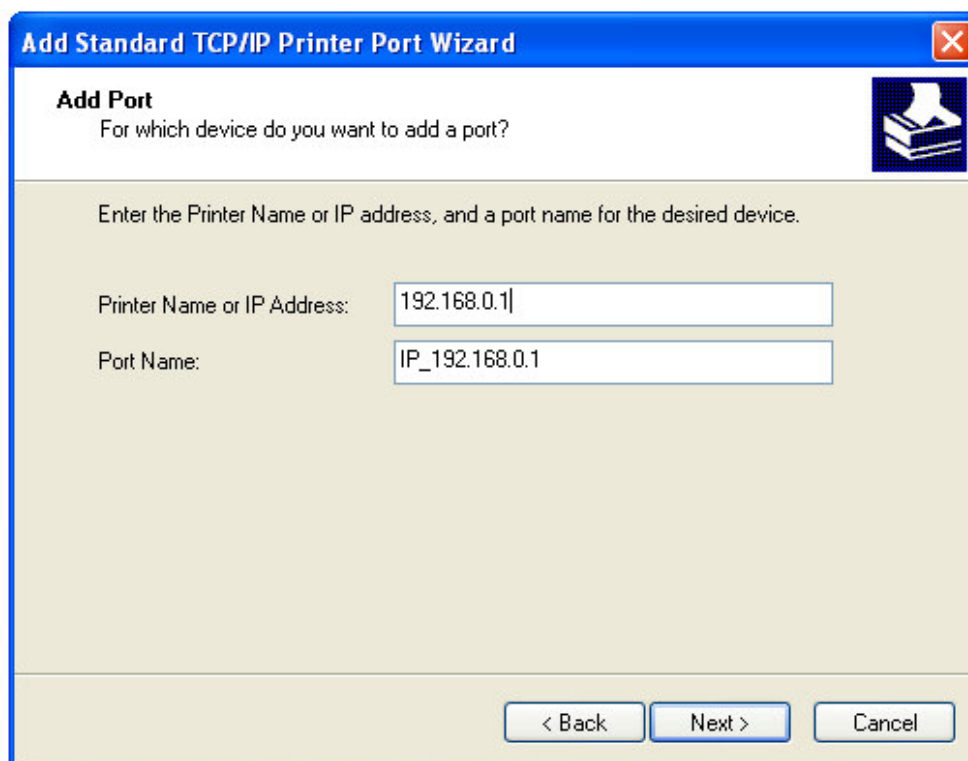 Add Standard TCP/IP Printer Port Wizard
Add Port
For which device do you want to add a port?
Enter the Printer Name or IP address, and a port name for the desired device.
Printer Name or IP Address: 192.168.0.1
Port Name: IP_192.168.0.1
< Back Next > Cancel